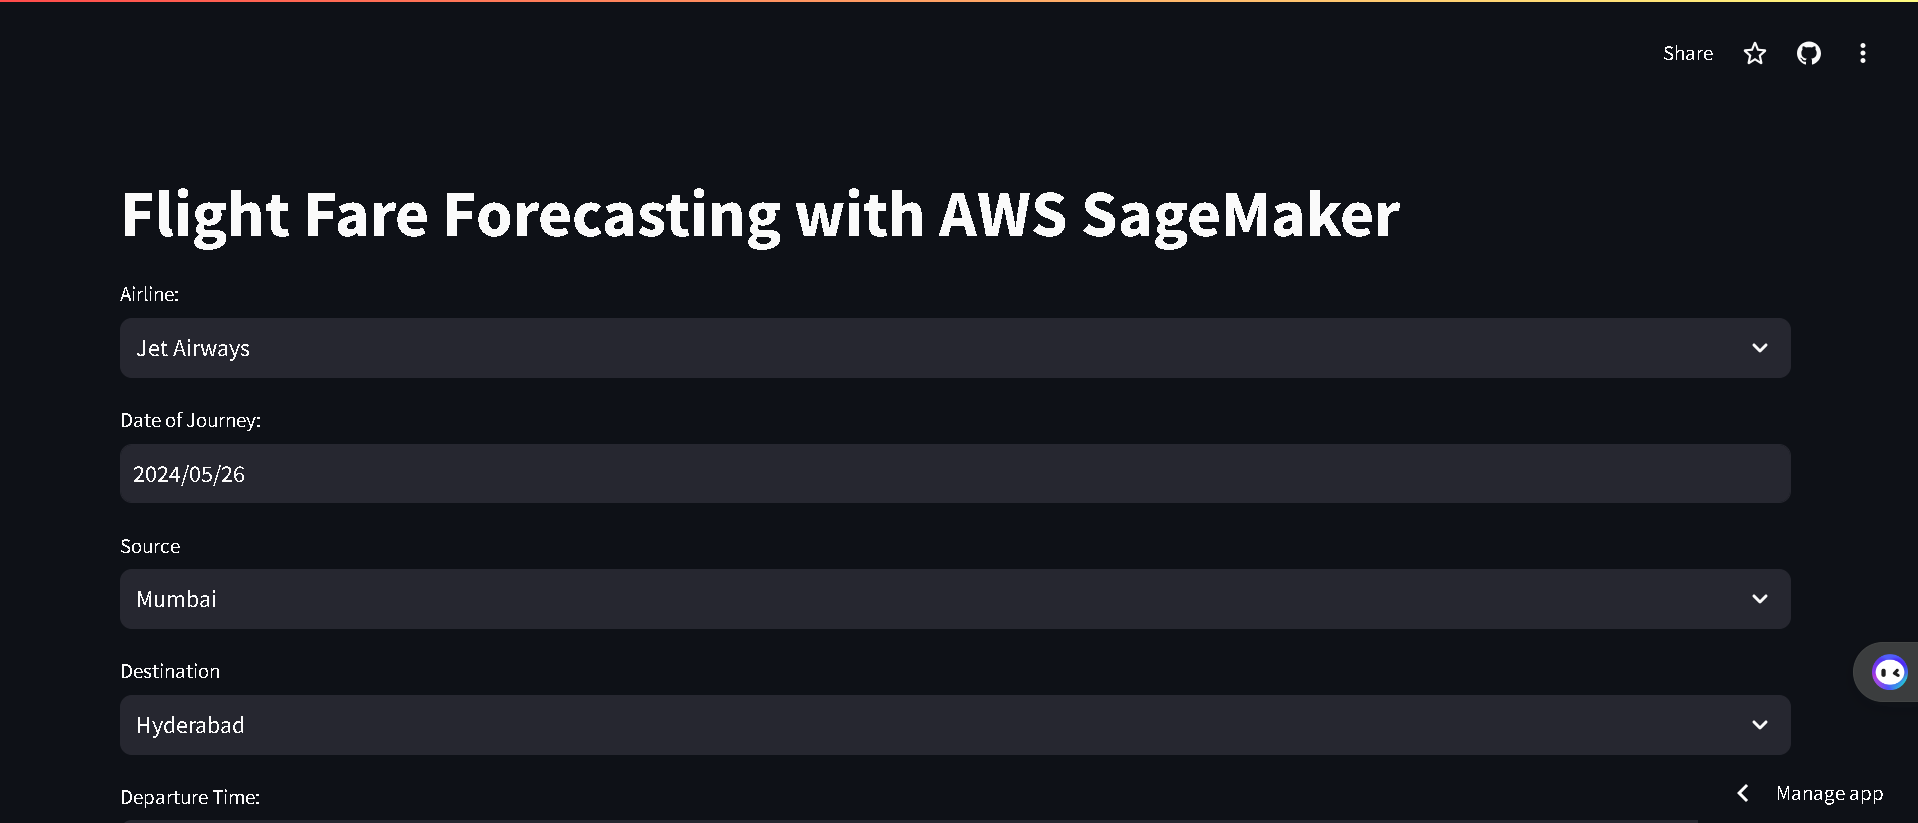 Share
Flight Fare Forecasting with AWS SageMaker
Airline:
Jet Airways
Date of Journey:
2024/05/26
Source
Mumbai
Destination
Hyderabad
Departure Time:
Manage app